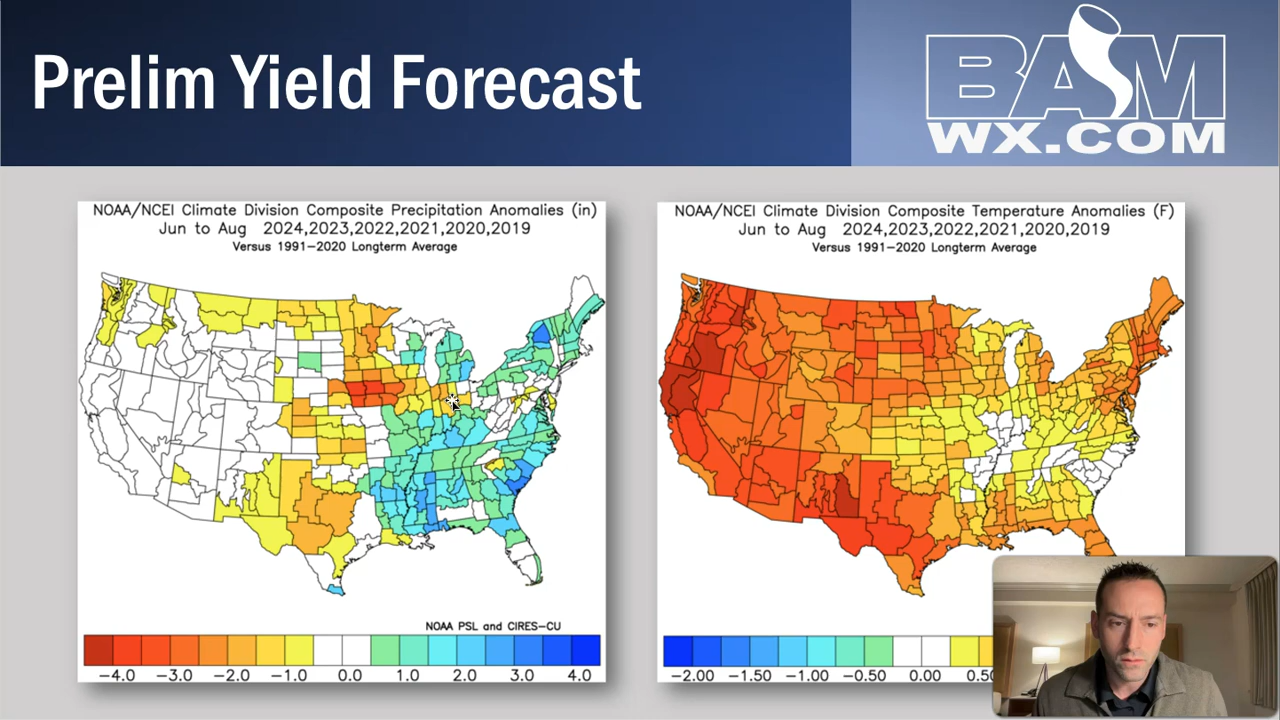 Prelim Yield Forecast
BAM
WX.COM
NOAA/NCEI Climate Division Composite Precipitation Anomalies (in)
Jun to Aug 2024,2023,2022,2021,2020,2019
Versus 1991-2020 Longterm Average
NOAA PSL and CIRES-CU
-4.0 -3.0 -2.0 -1.0 0.0 1.0 2.0 3.0 4.0
NOAA/NCEI Climate Division Composite Temperature Anomalies (F)
Jun to Aug 2024,2023,2022,2021,2020,2019
Versus 1991-2020 Longterm Average
-2.00 -1.50 -1.00 -0.50 0.00